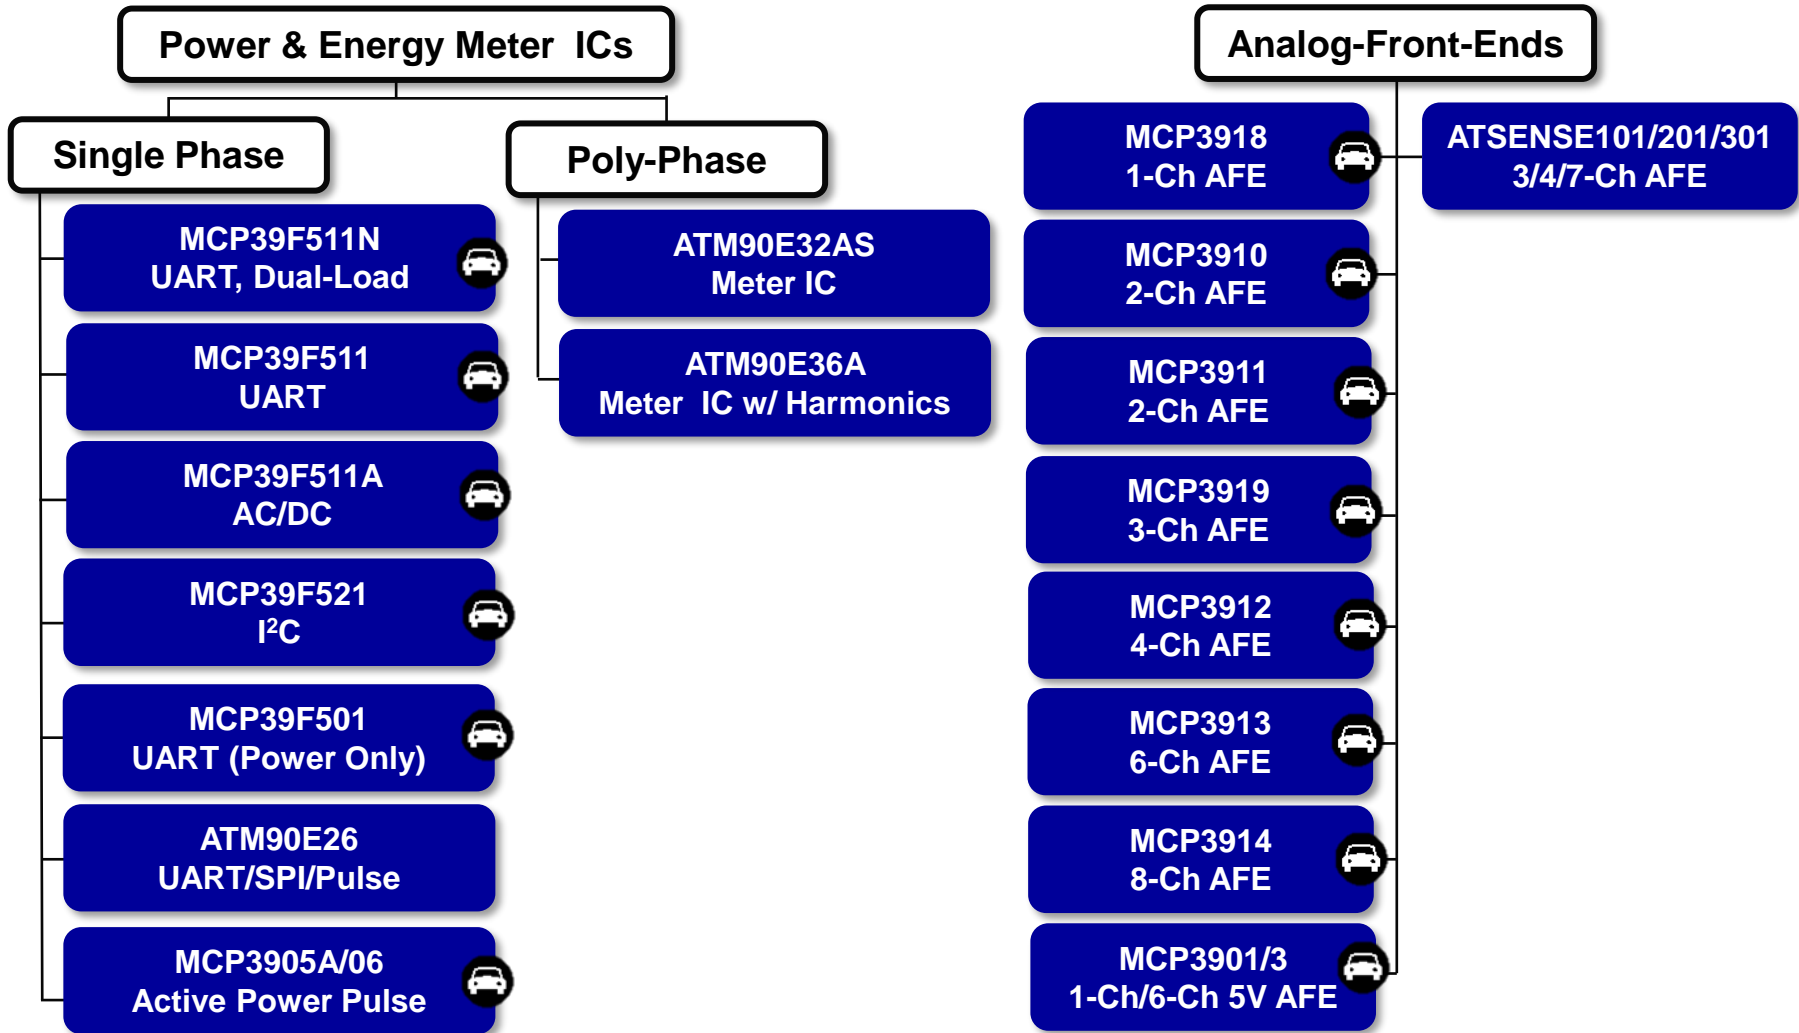 Power & Energy Meter ICs
Single Phase
MCP39F511N
UART, Dual-Load
MCP39F511
UART
MCP39F511A
AC/DC
MCP39F521
I²C
MCP39F501
UART (Power Only)
ATM90E26
UART/SPI/Pulse
MCP3905A/06
Active Power Pulse
Poly-Phase
ATM90E32AS
Meter IC
ATM90E36A
Meter IC w/ Harmonics
Analog-Front-Ends
MCP3918
1-Ch AFE
MCP3910
2-Ch AFE
MCP3911
2-Ch AFE
MCP3919
3-Ch AFE
MCP3912
4-Ch AFE
MCP3913
6-Ch AFE
MCP3914
8-Ch AFE
MCP3901/3
1-Ch/6-Ch 5V AFE
ATSENSE101/201/301
3/4/7-Ch AFE